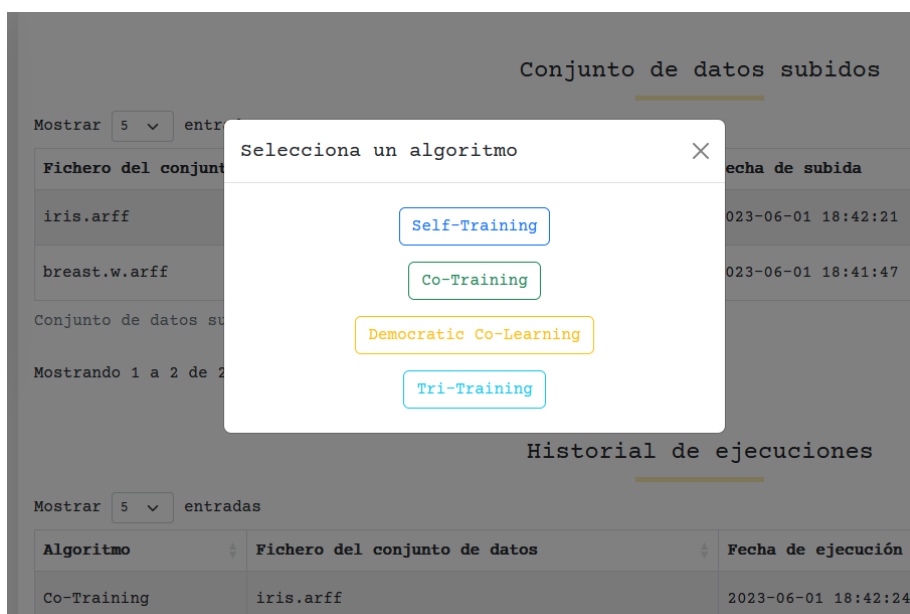 Conjunto de datos subidos
Mostrar 5 entr
Selecciona un algoritmo
Fichero del conjunt
echa de subida
iris.arff
023-06-01 18:42:21
Self-Training
breast.w.arff
023-06-01 18:41:47
Co-Training
Conjunto de datos su
Democratic Co-Learning
Mostrando 1 a 2 de 2
Tri-Training
Historial de ejecuciones
Mostrar 5 entradas
Algoritmo Fichero del conjunto de datos Fecha de ejecución
Co-Training iris.arff 2023-06-01 18:42:24